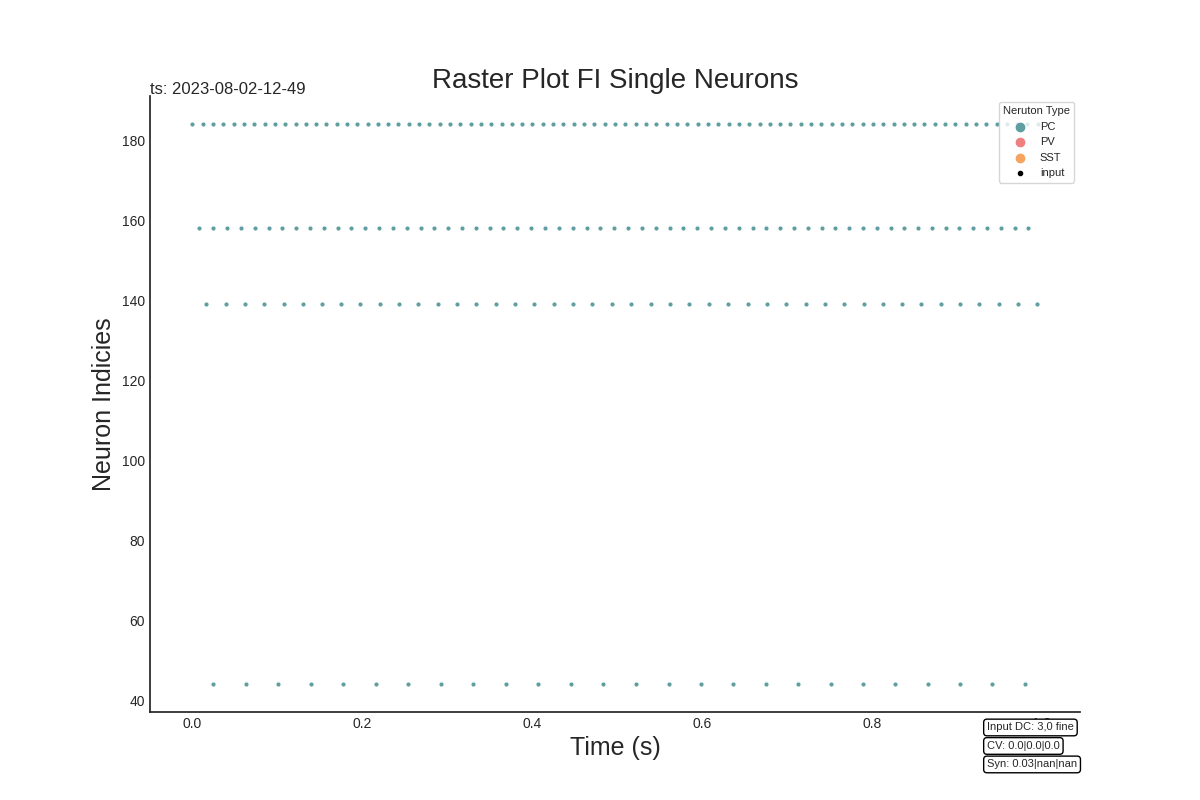 Raster Plot FI Single Neurons
ts: 2023-08-02-12-49
Neruton Type
PC
PV
SST
input
180
160
140
120
100
80
60
40
Neuron Indicies
0.0 0.2 0.4 0.6 0.8
Time (s)
Input DC: 3,0 fine
CV: 0.0|0.0|0.0
Syn: 0.03|nan|nan